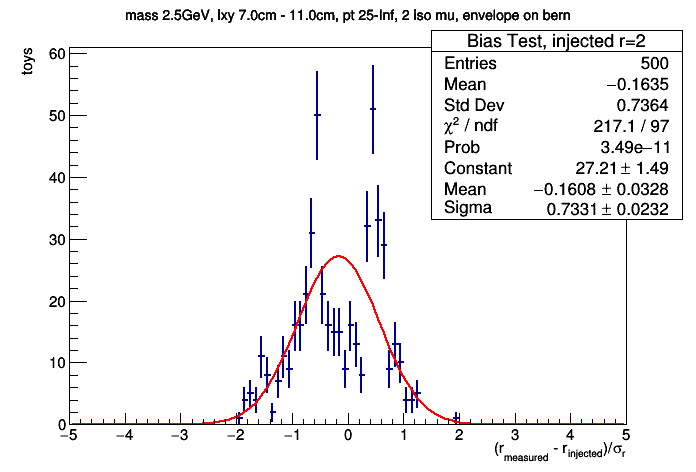 mass 2.5GeV, lxy 7.0cm - 11.0cm, pt 25-Inf, 2 iso mu, envelope on bern
Bias Test, injected r=2
Entries 500
Mean −0.1635
Std Dev 0.7364
χ² / ndf 217.1 / 97
Prob 3.49e−11
Constant 27.21 ± 1.49
Mean −0.1608 ± 0.0328
Sigma 0.7331 ± 0.0232
toys
60
50
40
30
20
10
0
−5 −4 −3 −2 −1 0 1 2 3 4 5
(r_measured - r_injected)/σ_r